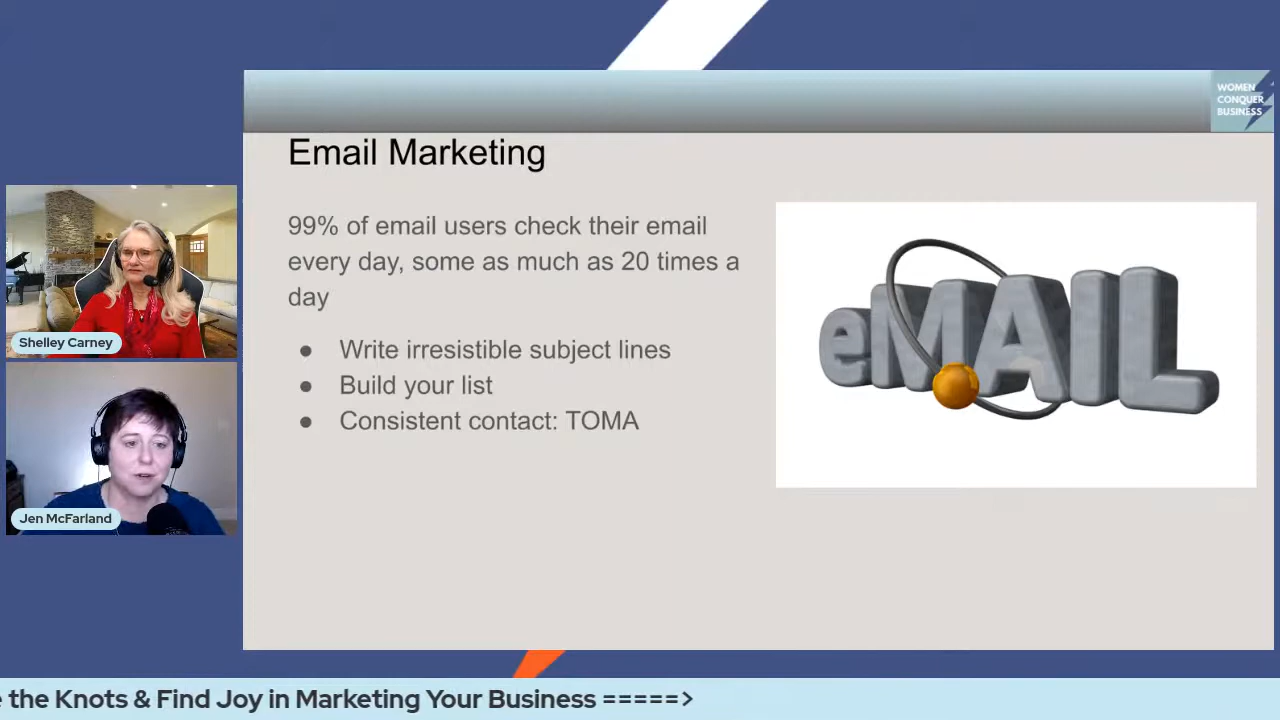 WOMEN
CONQUER
BUSINESS
Email Marketing
99% of email users check their email
every day, some as much as 20 times a
day
● Write irresistible subject lines
● Build your list
● Consistent contact: TOMA
eMAIL
Shelley Carney
Jen McFarland
the Knots & Find Joy in Marketing Your Business =====>